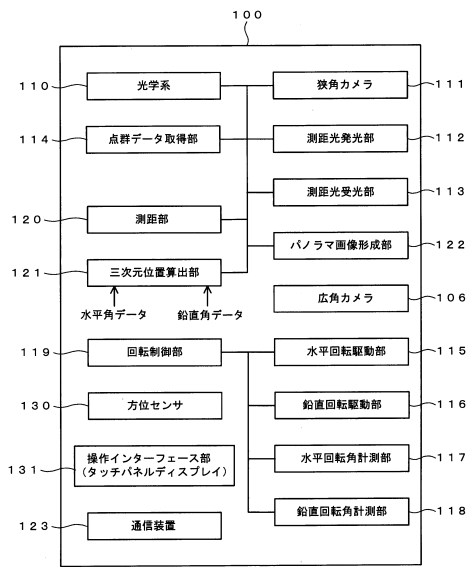 100
110 光学系 狭角カメラ 111
114 点群データ取得部 測距光発光部 112
測距光受光部 113
120 測距部
パノラマ画像形成部 122
121 三次元位置算出部
水平角データ 鉛直角データ
広角カメラ 106
119 回転制御部 水平回転駆動部 115
130 方位センサ 鉛直回転駆動部 116
131 操作インターフェース部
(タッチパネルディスプレイ)
水平回転角計測部 117
123 通信装置
鉛直回転角計測部 118